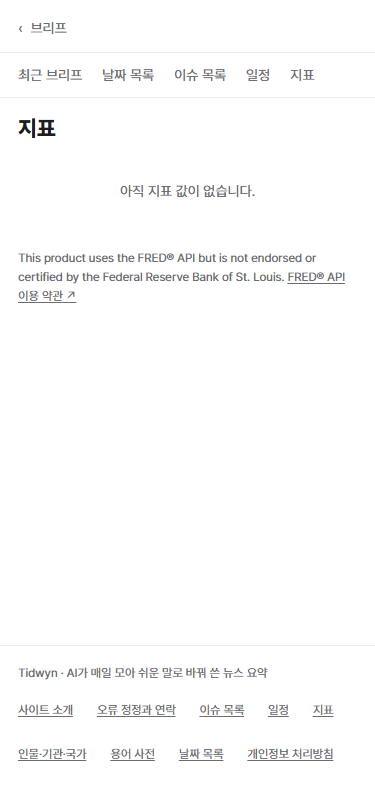 ‹ 브리프
최근 브리프 날짜 목록 이슈 목록 일정 지표
지표
아직 지표 값이 없습니다.
This product uses the FRED® API but is not endorsed or
certified by the Federal Reserve Bank of St. Louis. FRED® API
이용 약관 ↗
Tidwyn · AI가 매일 모아 쉬운 말로 바꿔 쓴 뉴스 요약
사이트 소개 오류 정정과 연락 이슈 목록 일정 지표
인물·기관·국가 용어 사전 날짜 목록 개인정보 처리방침